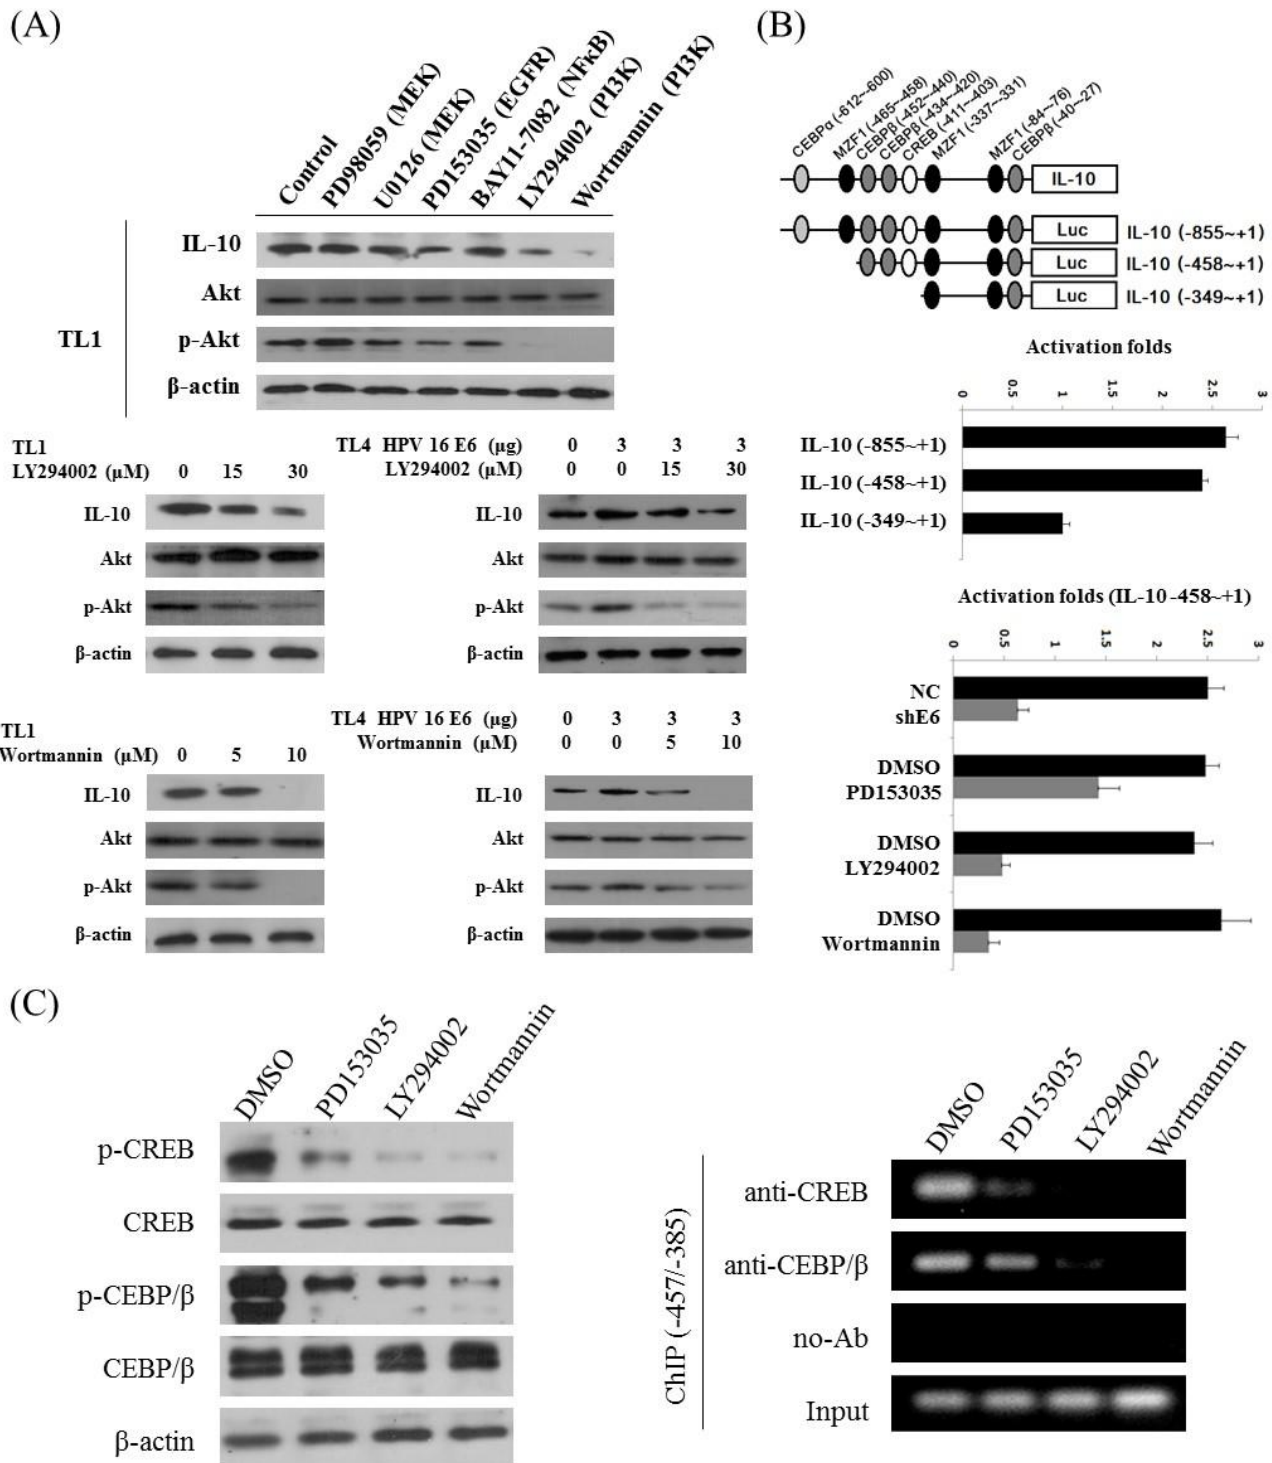 (A)
Control
PD98059 (MEK)
U0126 (MEK)
PD153035 (EGFR)
BAY11-7082 (NFκB)
LY294002 (PI3K)
Wortmannin (PI3K)
TL1
IL-10
Akt
p-Akt
β-actin
TL1
LY294002 (μM) 0 15 30
IL-10
Akt
p-Akt
β-actin
TL4 HPV 16 E6 (μg) 0 3 3 3
LY294002 (μM) 0 0 15 30
IL-10
Akt
p-Akt
β-actin
TL1
Wortmannin (μM) 0 5 10
IL-10
Akt
p-Akt
β-actin
TL4 HPV 16 E6 (μg) 0 3 3 3
Wortmannin (μM) 0 0 5 10
IL-10
Akt
p-Akt
β-actin
(B)
CEBPα (-612~-600)
MZF1 (-465~-458)
CEBPβ (-452~-440)
CEBPβ (-434~-420)
CREB (-411~-403)
MZF1 (-337~-331)
MZF1 (-84~-76)
CEBPβ (-40~-27)
IL-10
Luc IL-10 (-855~+1)
Luc IL-10 (-458~+1)
Luc IL-10 (-349~+1)
Activation folds
0 0.5 1 1.5 2 2.5 3
IL-10 (-855~+1)
IL-10 (-458~+1)
IL-10 (-349~+1)
Activation folds (IL-10 -458~+1)
0 0.5 1 1.5 2 2.5 3
NC
shE6
DMSO
PD153035
DMSO
LY294002
DMSO
Wortmannin
(C)
DMSO
PD153035
LY294002
Wortmannin
p-CREB
CREB
p-CEBP/β
CEBP/β
β-actin
DMSO
PD153035
LY294002
Wortmannin
ChIP (-457/-385)
anti-CREB
anti-CEBP/β
no-Ab
Input